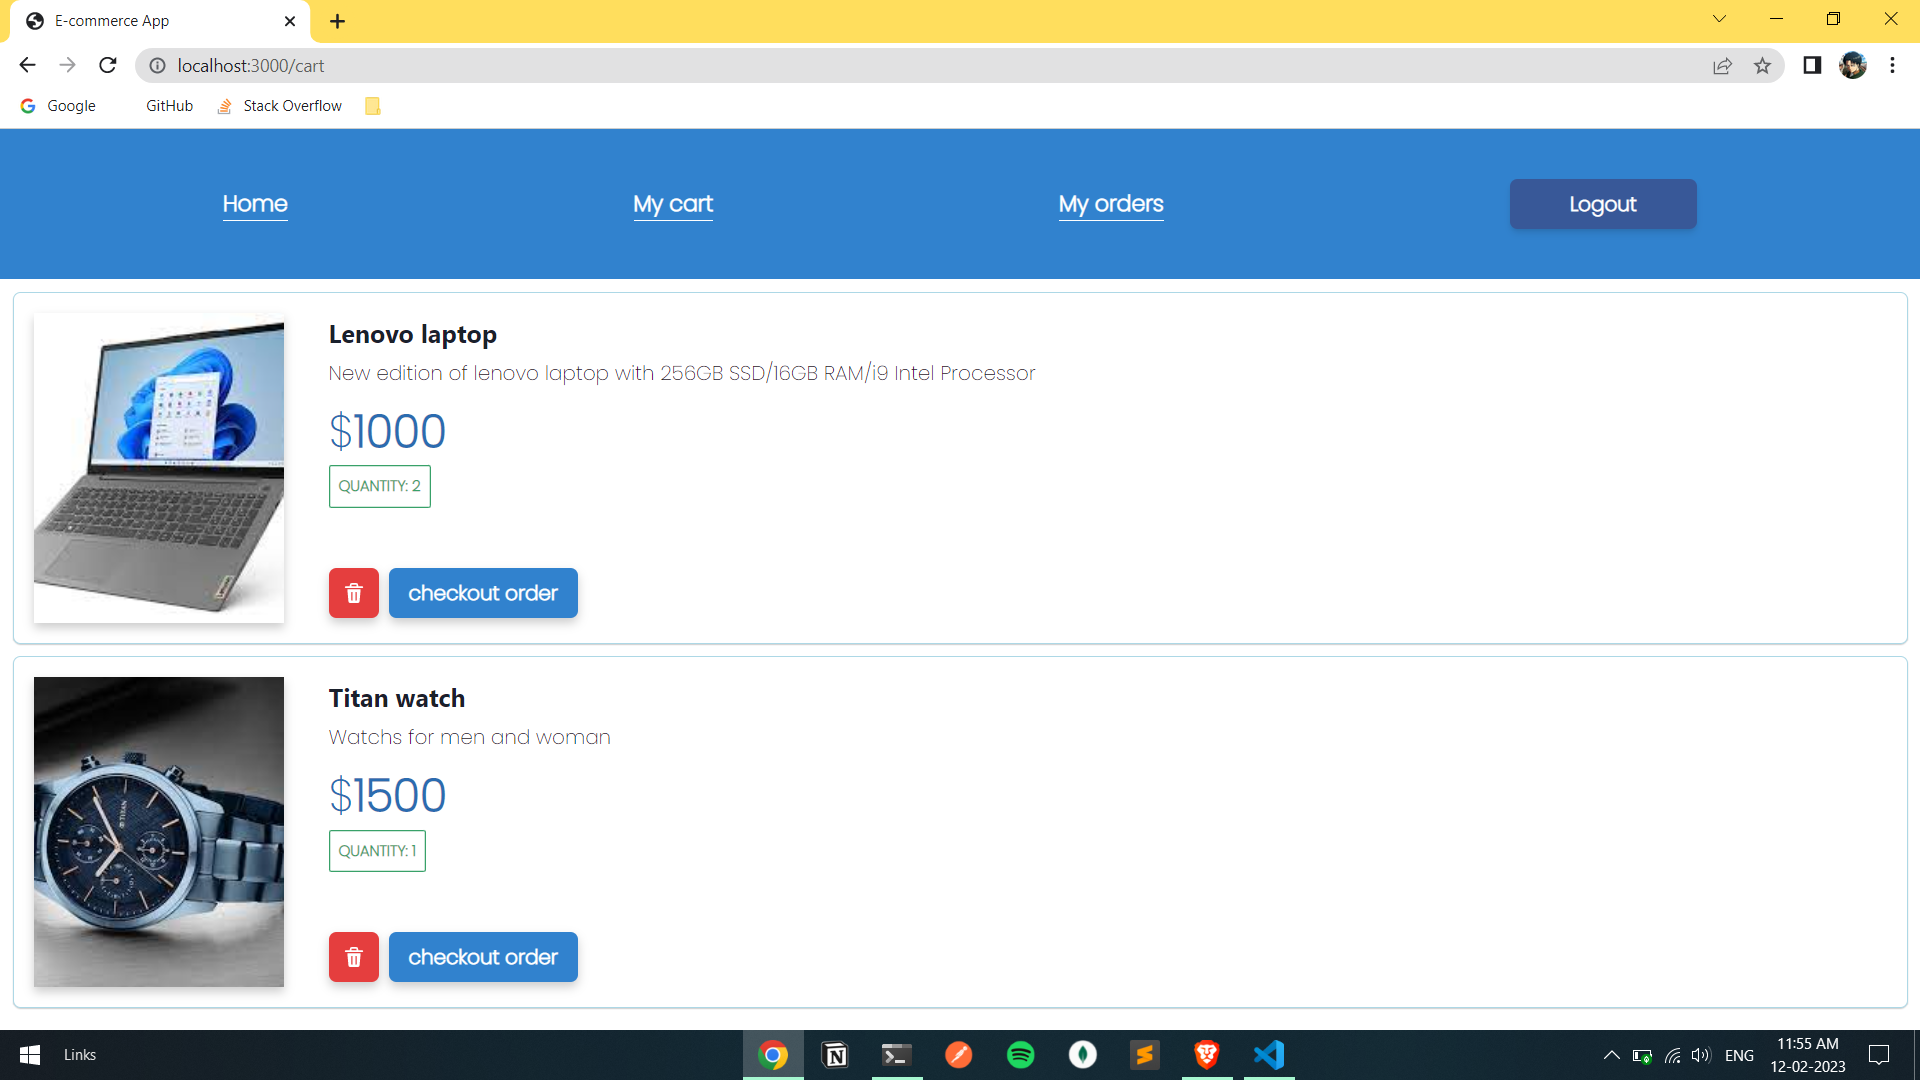 E-commerce App
localhost:3000/cart
Google GitHub Stack Overflow
Home My cart My orders Logout
Lenovo laptop
New edition of lenovo laptop with 256GB SSD/16GB RAM/i9 Intel Processor
$1000
QUANTITY: 2
checkout order
Titan watch
Watchs for men and woman
$1500
QUANTITY: 1
TITAN
checkout order
Links
ENG
11:55 AM
12-02-2023